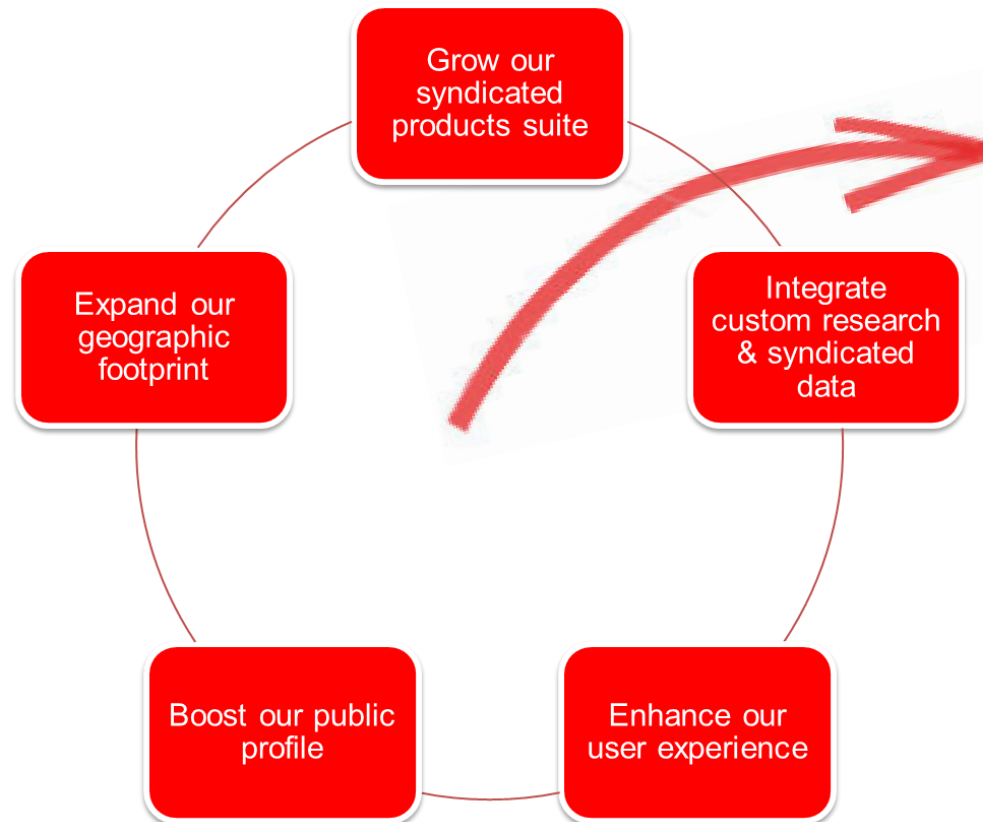 Grow our
syndicated
products suite
Integrate
custom research
& syndicated
data
Enhance our
user experience
Boost our public
profile
Expand our
geographic
footprint